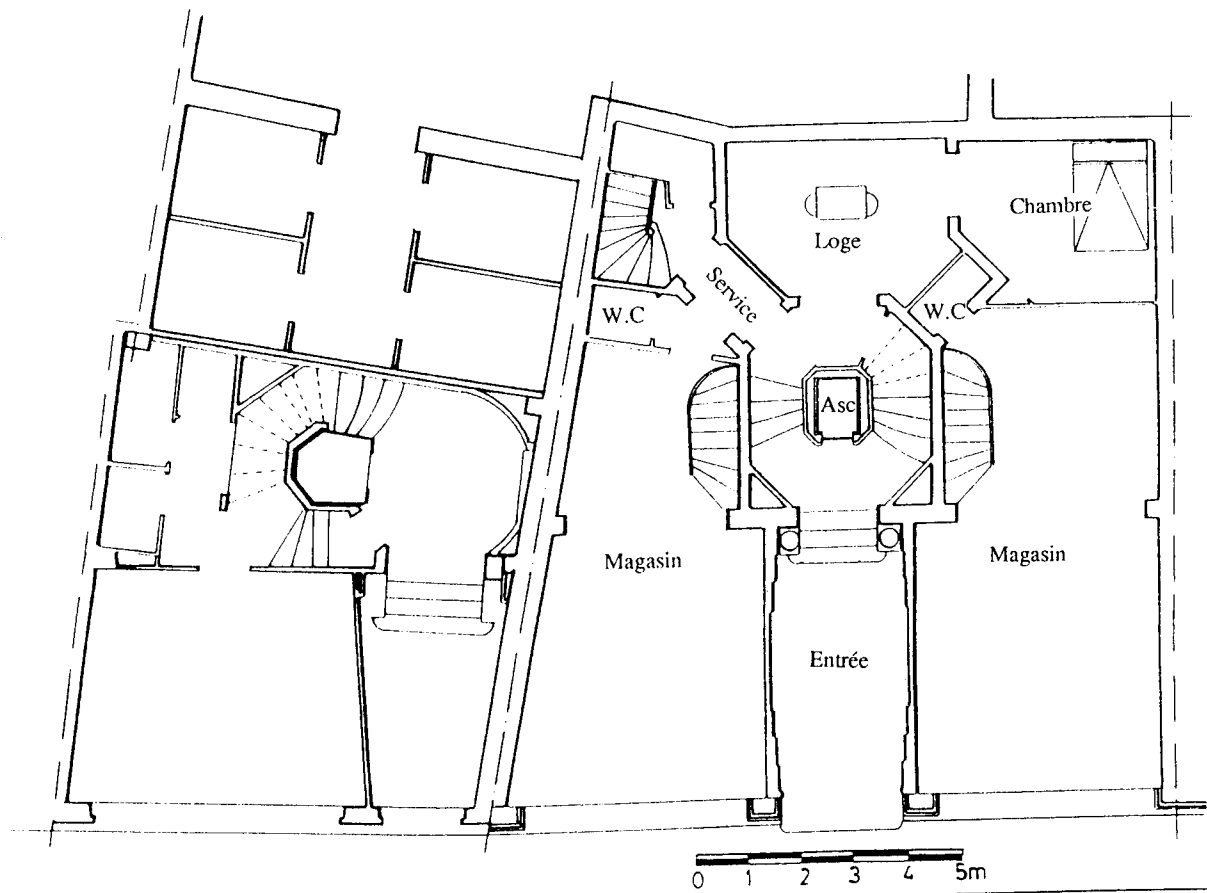 Chambre
Loge
Service
W.C
W.C
Asc
Magasin
Magasin
Entrée
0 1 2 3 4 5m